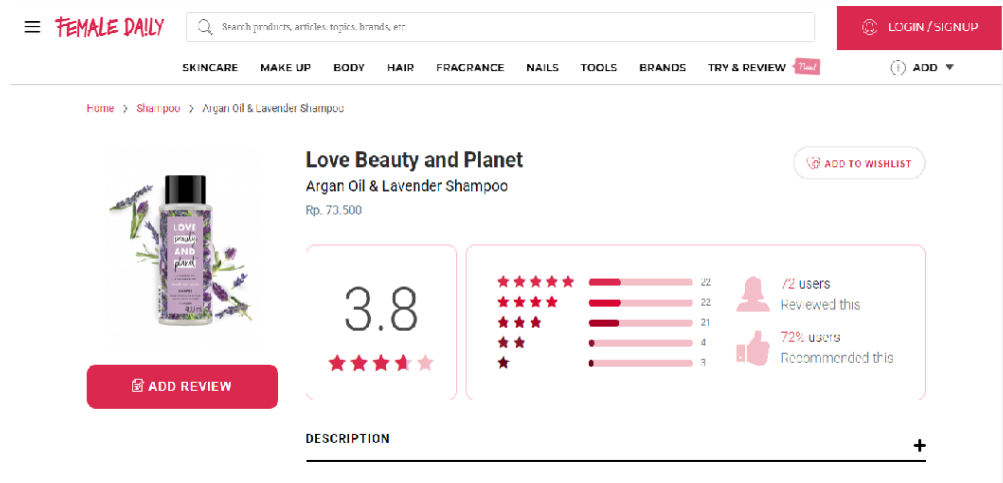 FEMALE DAILY
Search products, articles, topics, brands, etc
LOGIN / SIGNUP
SKINCARE MAKE UP BODY HAIR FRAGRANCE NAILS TOOLS BRANDS TRY & REVIEW New! ADD
Home > Shampoo > Argan Oil & Lavender Shampoo
Love Beauty and Planet
ADD TO WISHLIST
Argan Oil & Lavender Shampoo
Rp. 73.500
LOVE
beauty
AND
planet
3.8
22
22
21
4
3
72 users
Reviewed this
72% users
Recommended this
ADD REVIEW
DESCRIPTION
+